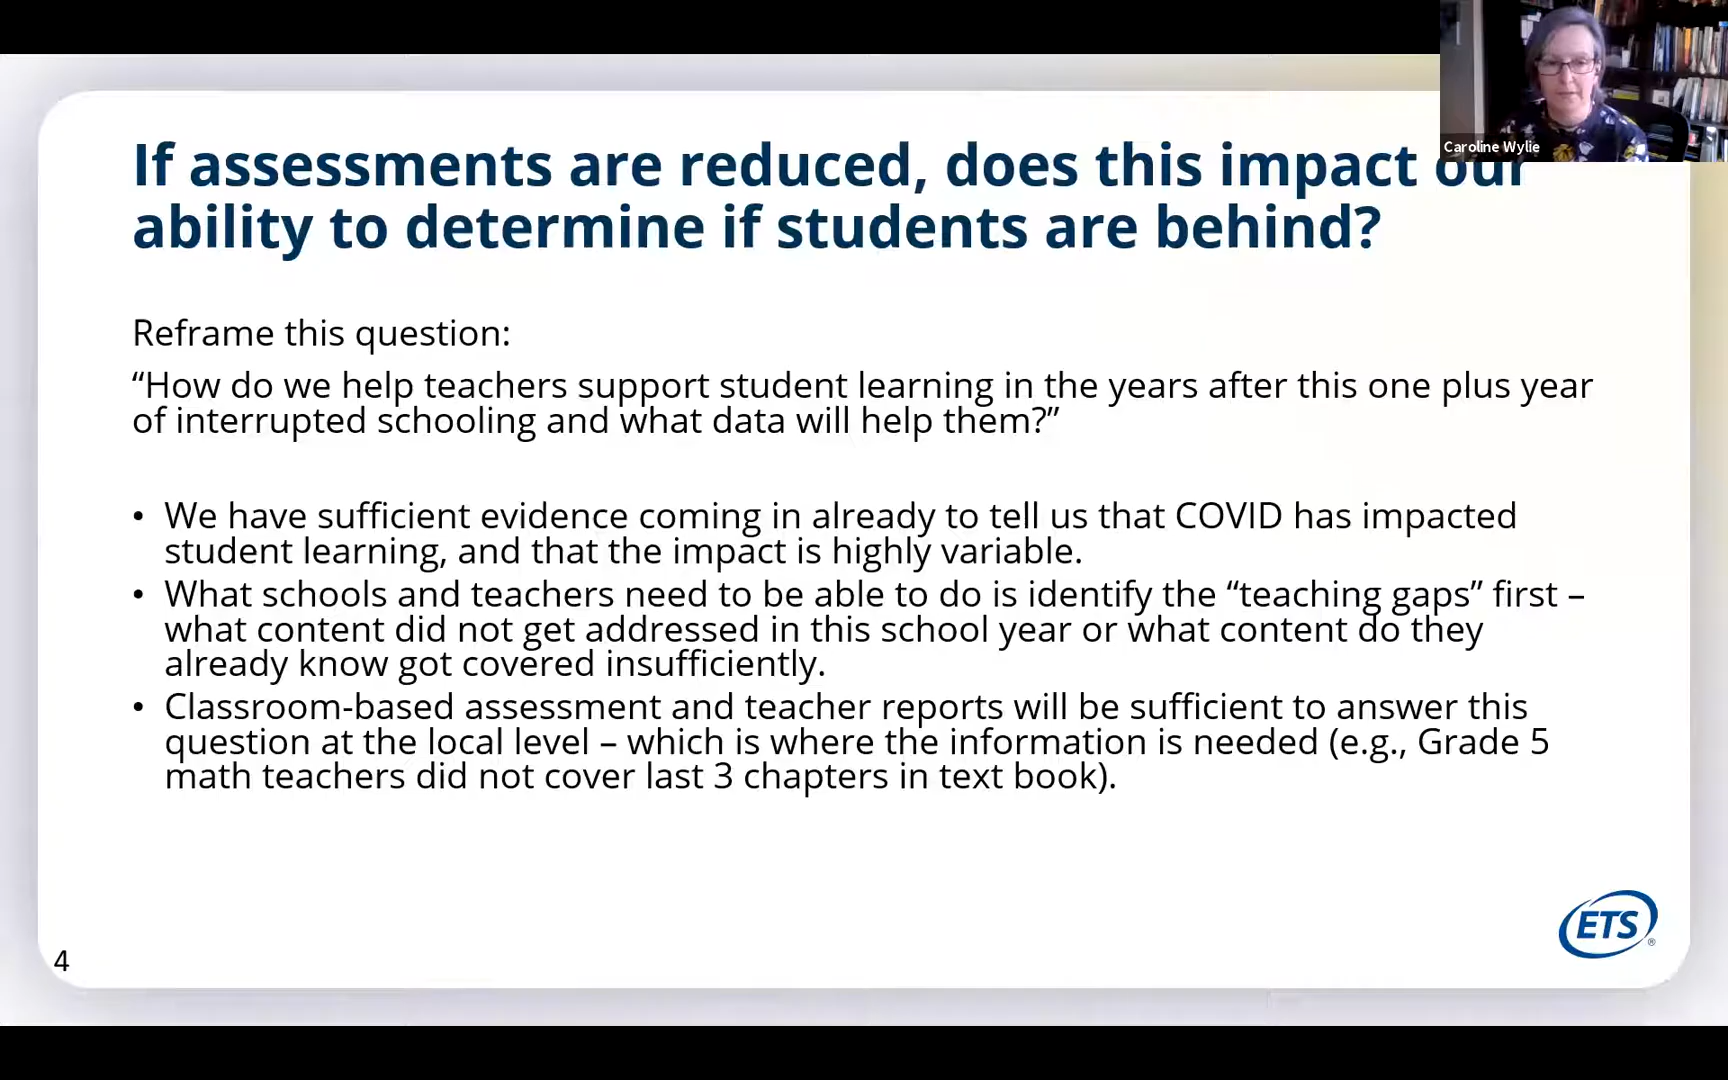 Caroline Wylie
If assessments are reduced, does this impact our
ability to determine if students are behind?
Reframe this question:
“How do we help teachers support student learning in the years after this one plus year
of interrupted schooling and what data will help them?”
• We have sufficient evidence coming in already to tell us that COVID has impacted
student learning, and that the impact is highly variable.
• What schools and teachers need to be able to do is identify the “teaching gaps” first –
what content did not get addressed in this school year or what content do they
already know got covered insufficiently.
• Classroom-based assessment and teacher reports will be sufficient to answer this
question at the local level – which is where the information is needed (e.g., Grade 5
math teachers did not cover last 3 chapters in text book).
ETS®
4